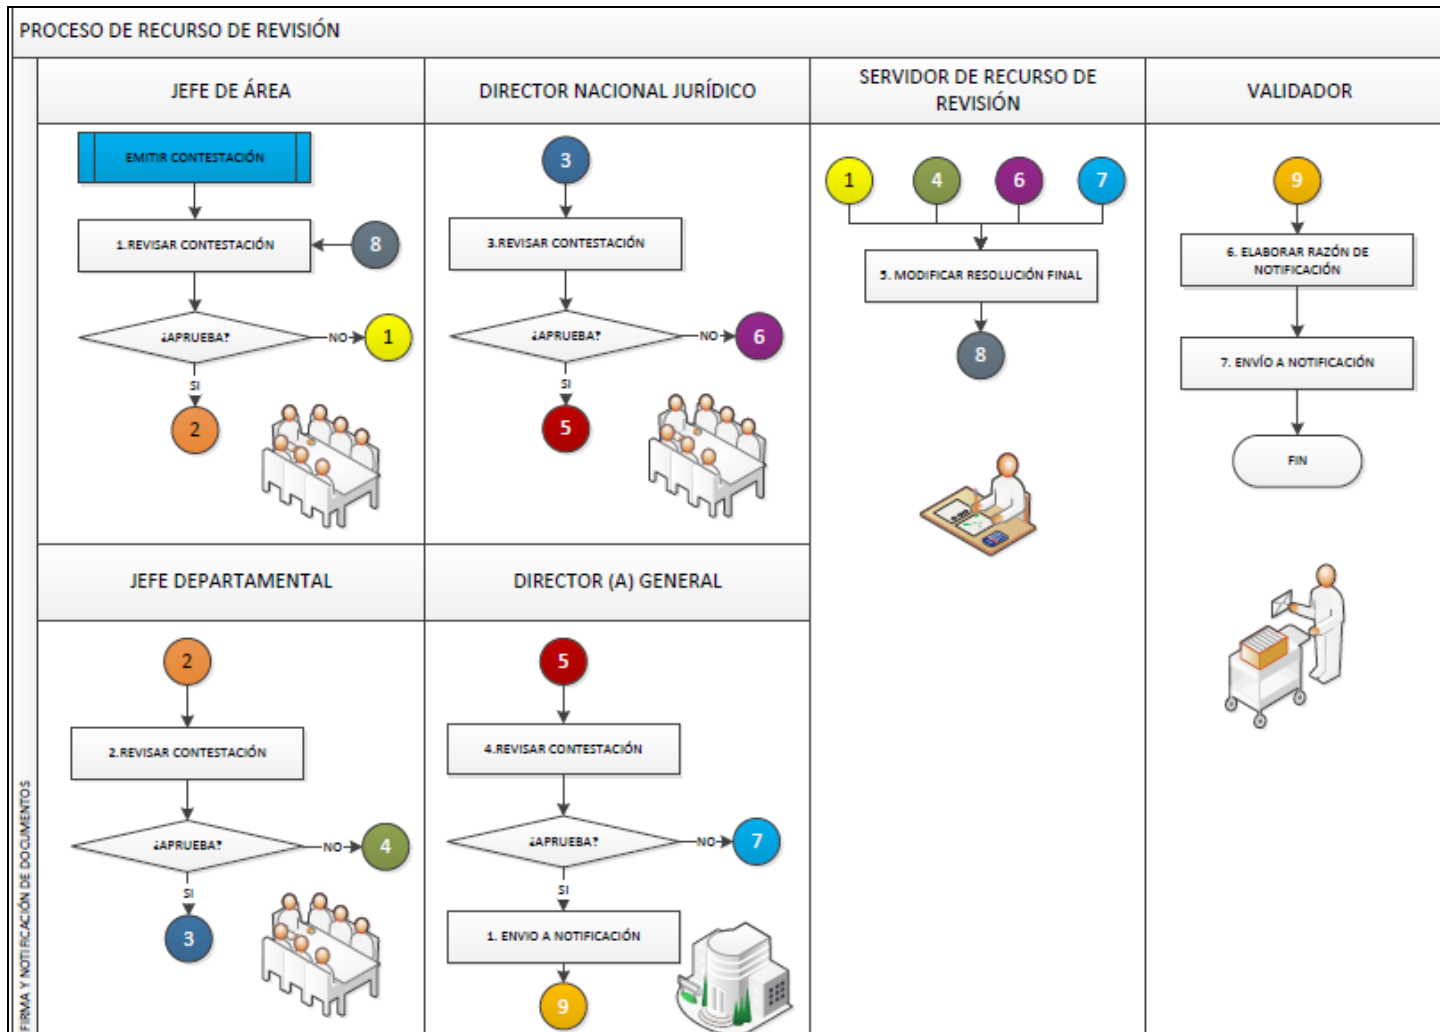 PROCESO DE RECURSO DE REVISIÓN
FIRMA Y NOTIFICACIÓN DE DOCUMENTOS
JEFE DE ÁREA
EMITIR CONTESTACIÓN
1.REVISAR CONTESTACIÓN
8
¿APRUEBA?
NO
1
SI
2
DIRECTOR NACIONAL JURÍDICO
3
3.REVISAR CONTESTACIÓN
¿APRUEBA?
NO
6
SI
5
SERVIDOR DE RECURSO DE
REVISIÓN
1
4
6
7
5. MODIFICAR RESOLUCIÓN FINAL
8
VALIDADOR
9
6. ELABORAR RAZÓN DE
NOTIFICACIÓN
7. ENVÍO A NOTIFICACIÓN
FIN
JEFE DEPARTAMENTAL
2
2.REVISAR CONTESTACIÓN
¿APRUEBA?
NO
4
SI
3
DIRECTOR (A) GENERAL
5
4.REVISAR CONTESTACIÓN
¿APRUEBA?
NO
7
SI
1. ENVIO A NOTIFICACIÓN
9